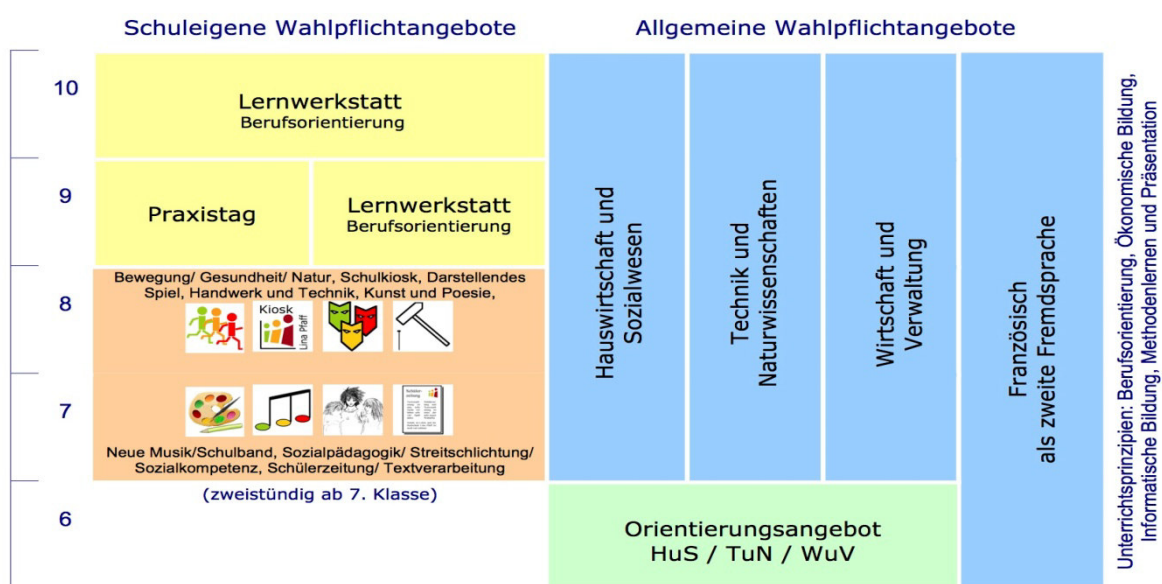 Schuleigene Wahlpflichtangebote
Allgemeine Wahlpflichtangebote
10
Lernwerkstatt
Berufsorientierung
9
Praxistag
Lernwerkstatt
Berufsorientierung
8
Bewegung/ Gesundheit/ Natur, Schulkiosk, Darstellendes
Spiel, Handwerk und Technik, Kunst und Poesie,
Kiosk
Lina Pfaff
7
Neue Musik/Schulband, Sozialpädagogik/ Streitschlichtung/
Sozialkompetenz, Schülerzeitung/ Textverarbeitung
(zweistündig ab 7. Klasse)
6
Hauswirtschaft und
Sozialwesen
Technik und
Naturwissenschaften
Wirtschaft und
Verwaltung
Französisch
als zweite Fremdsprache
Orientierungsangebot
HuS / TuN / WuV
Unterrichtsprinzipien: Berufsorientierung, Ökonomische Bildung,
Informatische Bildung, Methodenlernen und Präsentation